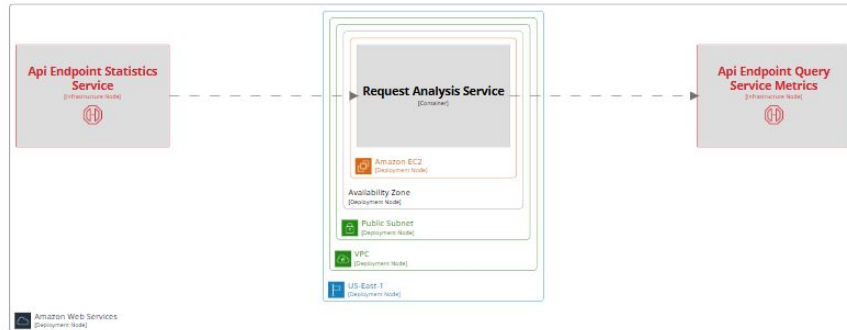 Api Endpoint Statistics
Service
[Infrastructure Node]
Request Analysis Service
[Container]
Api Endpoint Query
Service Metrics
[Infrastructure Node]
Amazon EC2
[Deployment Node]
Availability Zone
[Deployment Node]
Public Subnet
[Deployment Node]
VPC
[Deployment Node]
US-East-1
[Deployment Node]
Amazon Web Services
[Deployment Node]